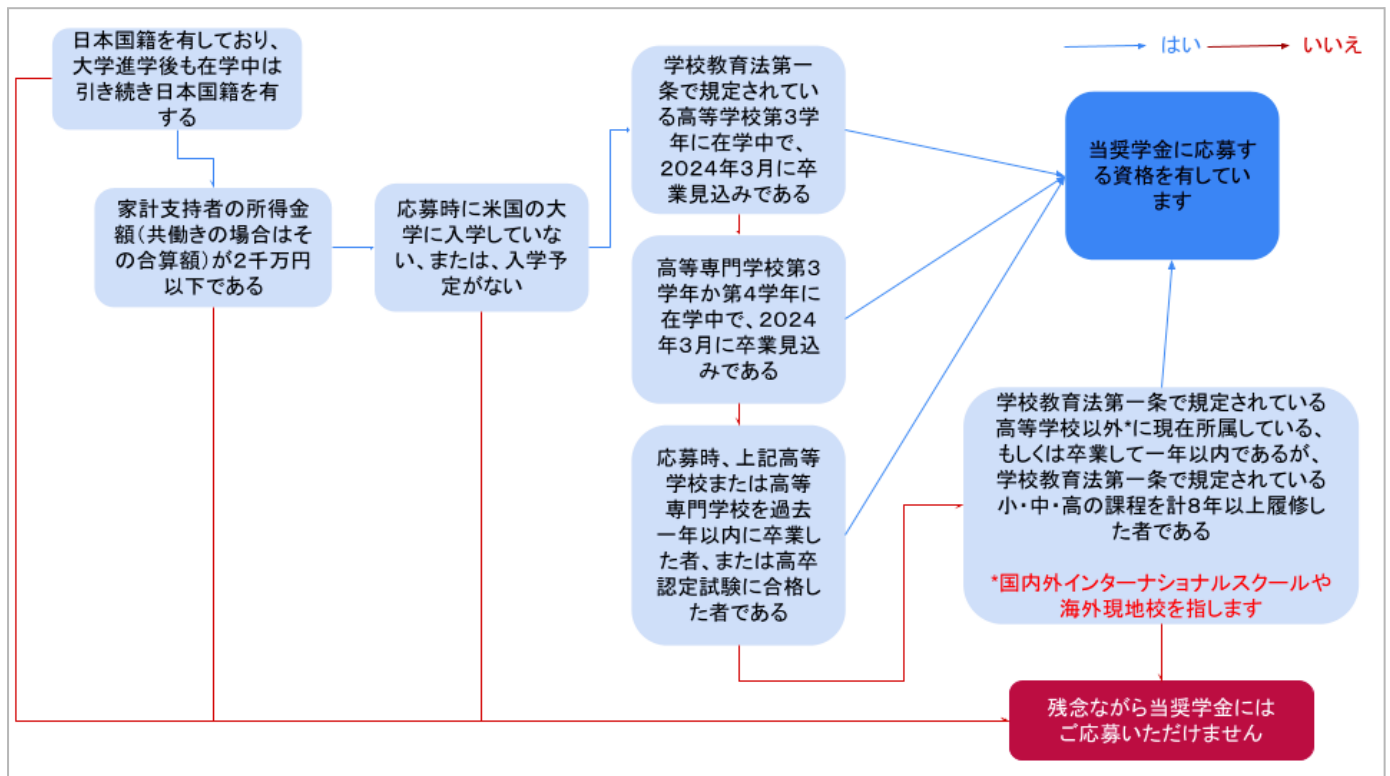 日本国籍を有しており、
大学進学後も在学中は
引き続き日本国籍を有
する
家計支持者の所得金
額(共働きの場合はそ
の合算額)が2千万円
以下である
応募時に米国の大
学に入学していな
い、または、入学予
定がない
学校教育法第一
条で規定されてい
る高等学校第3学
年に在学中で、
2024年3月に卒
業見込みである
高等専門学校第3
学年か第4学年に
在学中で、2024
年3月に卒業見込
みである
応募時、上記高等
学校または高等
専門学校を過去
一年以内に卒業し
た者、または高卒
認定試験に合格し
た者である
はい
いいえ
当奨学金に応募す
る資格を有してい
ます
学校教育法第一条で規定されている
高等学校以外*に現在所属している、
もしくは卒業して一年以内であるが、
学校教育法第一条で規定されている
小・中・高の課程を計8年以上履修し
た者である
*国内外インターナショナルスクールや
海外現地校を指します
残念ながら当奨学金には
ご応募いただけません